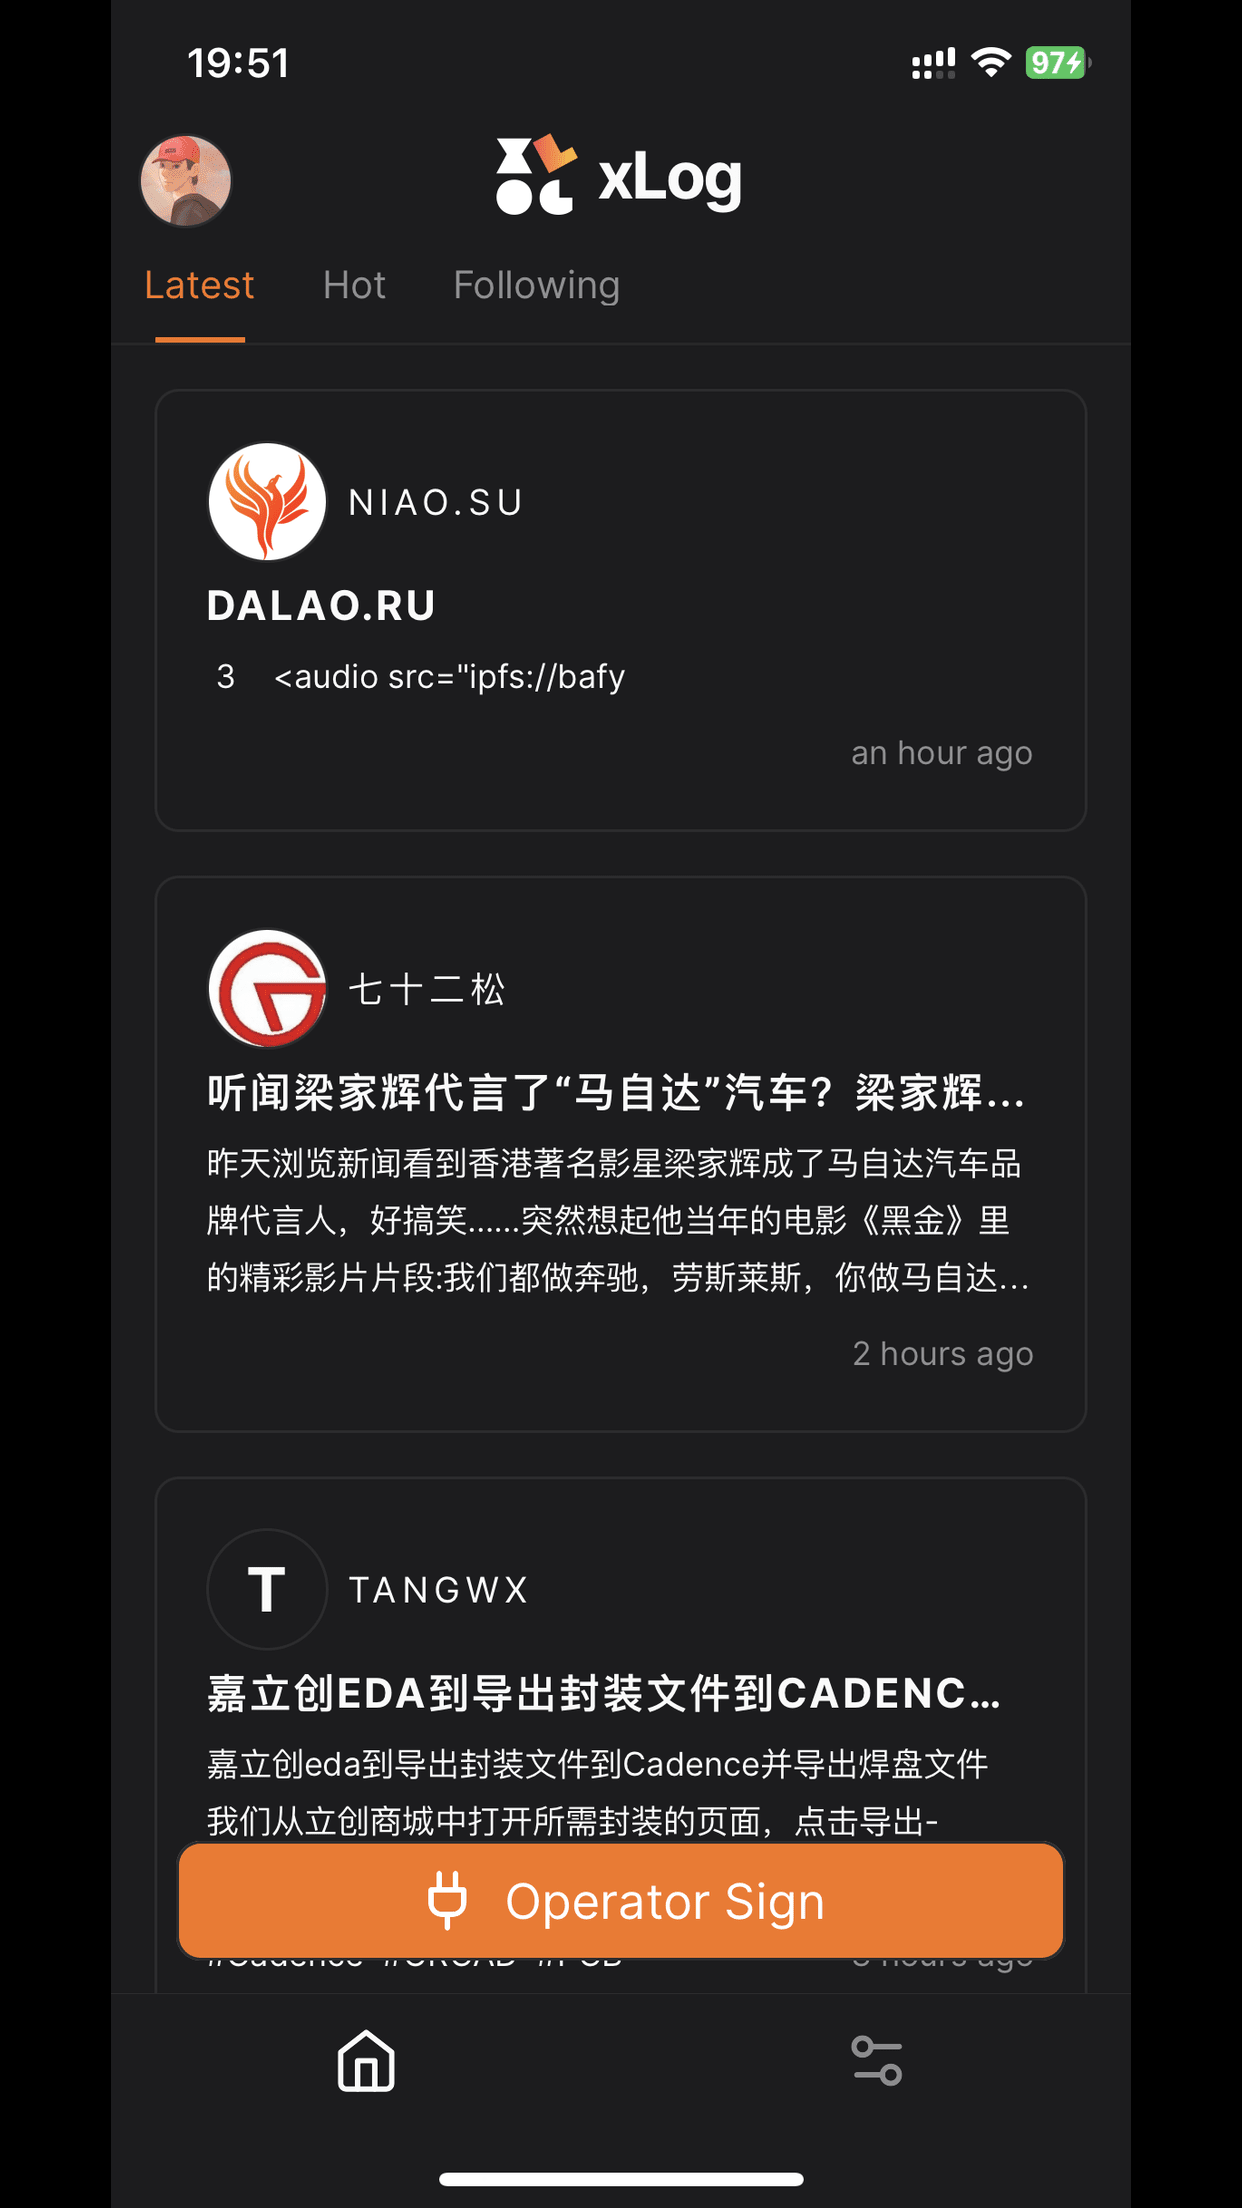 19:51
97
xLog
Latest Hot Following
NIAO.SU
DALAO.RU
3 <audio src="ipfs://bafy
an hour ago
七十二松
听闻梁家辉代言了“马自达”汽车？梁家辉...
昨天浏览新闻看到香港著名影星梁家辉成了马自达汽车品
牌代言人，好搞笑......突然想起他当年的电影《黑金》里
的精彩影片片段:我们都做奔驰，劳斯莱斯，你做马自达...
2 hours ago
T
TANGWX
嘉立创EDA到导出封装文件到CADENC...
嘉立创eda到导出封装文件到Cadence并导出焊盘文件
我们从立创商城中打开所需封装的页面，点击导出-
Operator Sign
#Cadence #ORCAD #PCB